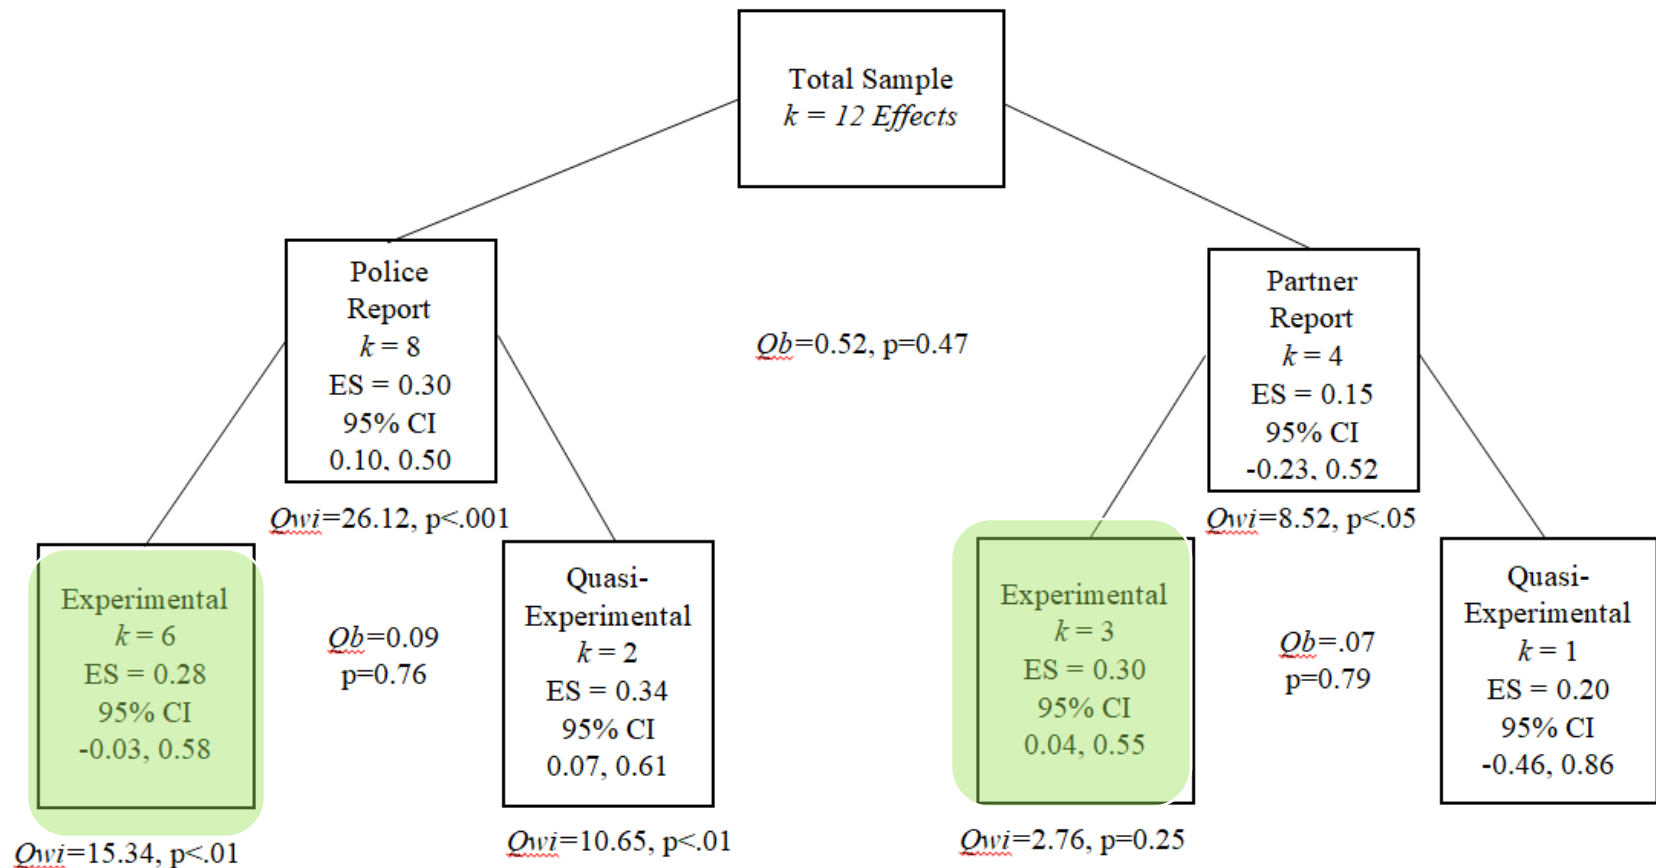 Total Sample
k = 12 Effects
Police
Report
k = 8
ES = 0.30
95% CI
0.10, 0.50
Qwi=26.12, p<.001
Qb=0.52, p=0.47
Partner
Report
k = 4
ES = 0.15
95% CI
-0.23, 0.52
Qwi=8.52, p<.05
Experimental
k = 6
ES = 0.28
95% CI
-0.03, 0.58
Qwi=15.34, p<.01
Qb=0.09
p=0.76
Quasi-
Experimental
k = 2
ES = 0.34
95% CI
0.07, 0.61
Qwi=10.65, p<.01
Experimental
k = 3
ES = 0.30
95% CI
0.04, 0.55
Qwi=2.76, p=0.25
Qb=.07
p=0.79
Quasi-
Experimental
k = 1
ES = 0.20
95% CI
-0.46, 0.86